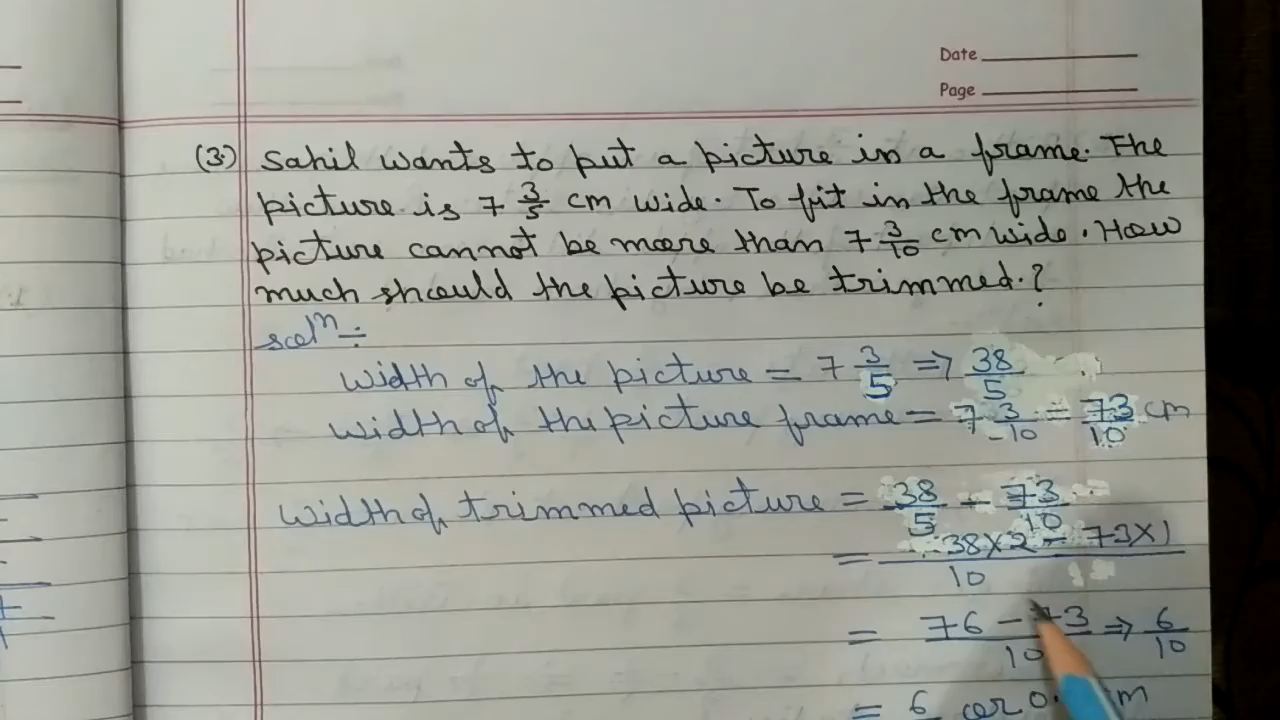 Date
Page
(3.) Sahil wants to put a picture in a frame. The
picture is 7 3/5 cm wide. To fit in the frame the
picture cannot be more than 7 3/10 cm wide. How
much should the picture be trimmed.?
Solⁿ ÷
Width of the picture = 7 3/5 ⇒ 38/5
Width of the picture frame = 7 3/10 = 73/10 cm
Width of trimmed picture = 38/5 - 73/10
= 38×2 - 73×1 / 10
= 76 - 73 / 10 ⇒ 6/10
= 6 or 0. m